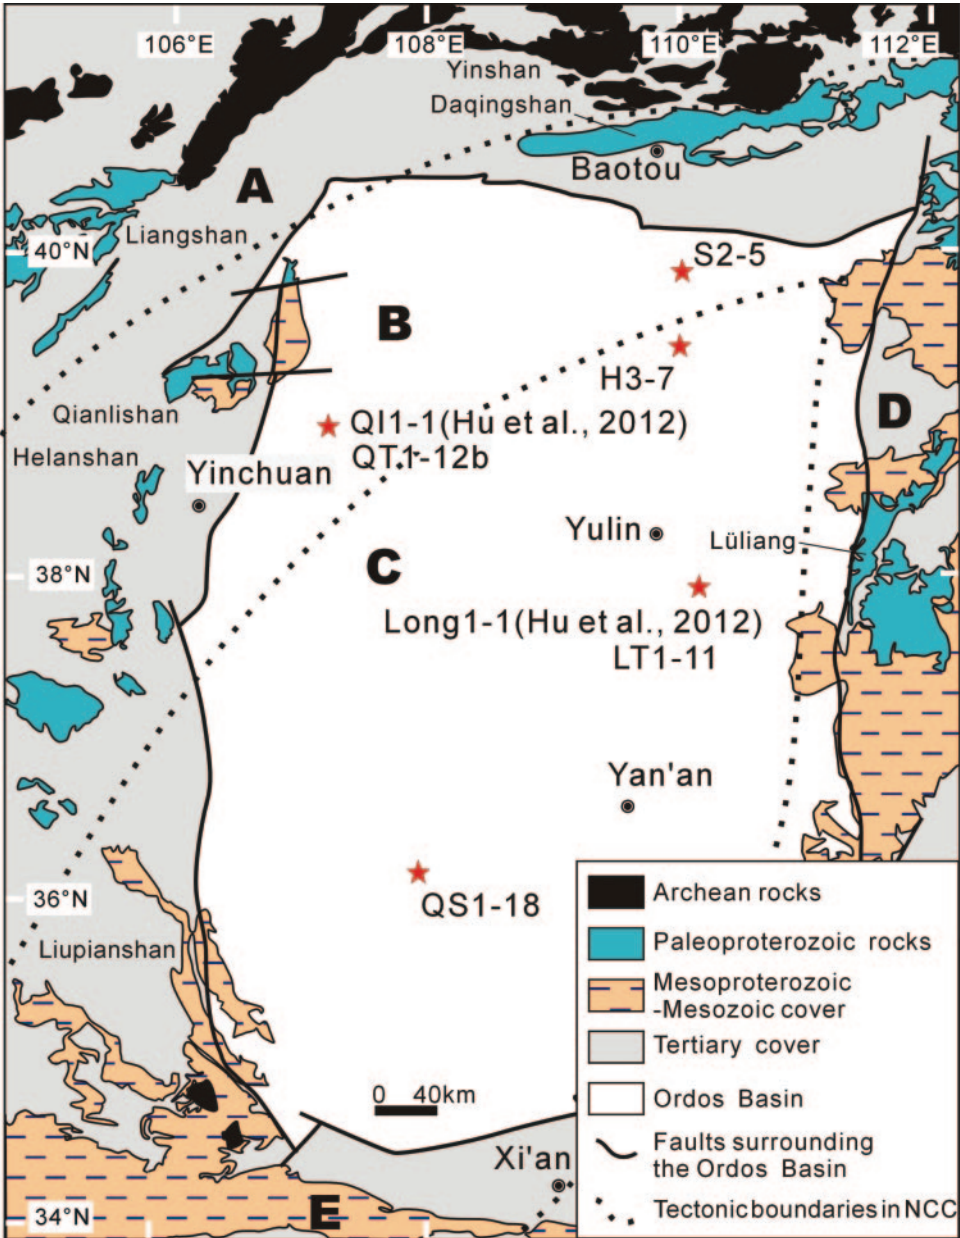 106°E
108°E
110°E
112°E
Yinshan
Daqingshan
Baotou
A
Liangshan
40°N
S2-5
B
H3-7
D
Qianlishan
QI1-1(Hu et al., 2012)
QT1-12b
Helanshan
Yinchuan
Yulin
Lüliang
C
38°N
Long1-1(Hu et al., 2012)
LT1-11
Yan'an
36°N
QS1-18
Liupianshan
0 40km
Xi'an
E
34°N
Archean rocks
Paleoproterozoic rocks
Mesoproterozoic
-Mesozoic cover
Tertiary cover
Ordos Basin
Faults surrounding
the Ordos Basin
Tectonic boundaries in NCC